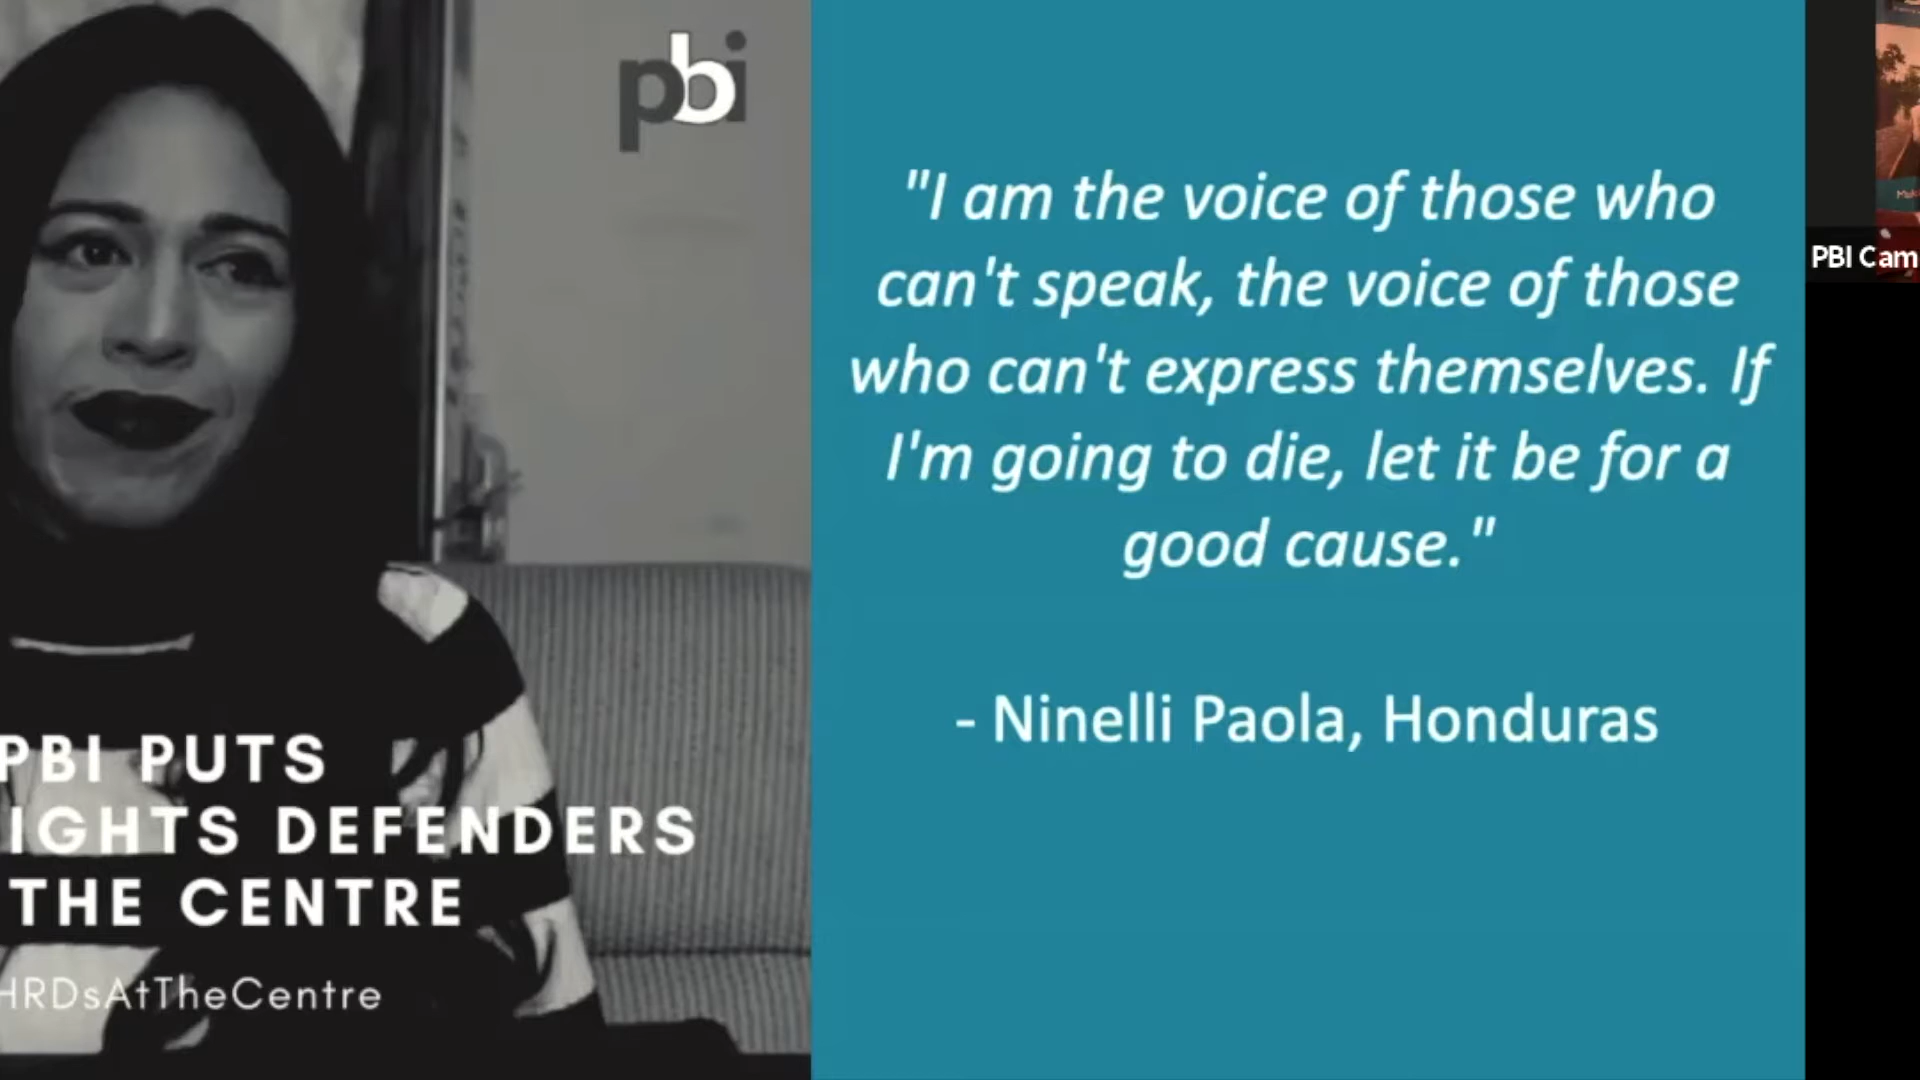 pbi
"I am the voice of those who
can't speak, the voice of those
who can't express themselves. If
I'm going to die, let it be for a
good cause."
- Ninelli Paola, Honduras
PBI PUTS
IGHTS DEFENDERS
THE CENTRE
HRDsAtTheCentre
PBI Cam